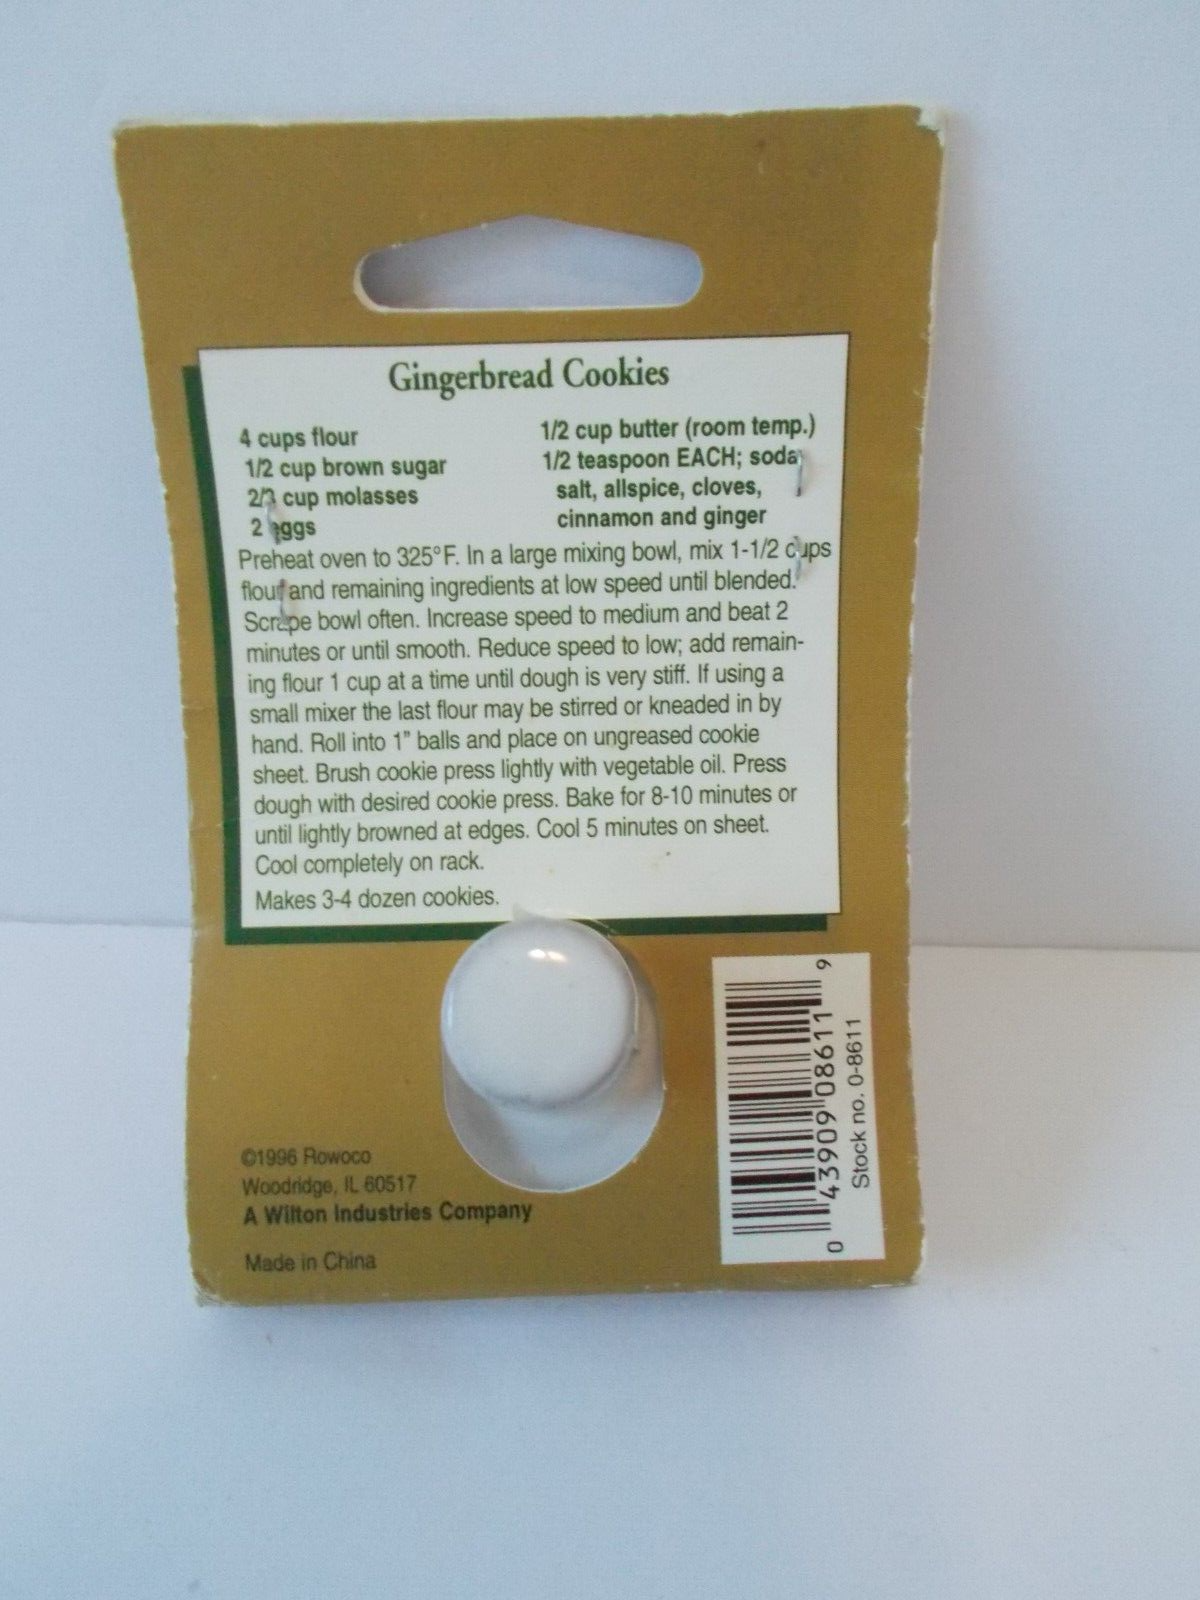 Gingerbread Cookies
4 cups flour
1/2 cup brown sugar
2/3 cup molasses
2 eggs
1/2 cup butter (room temp.)
1/2 teaspoon EACH; soda,
salt, allspice, cloves,
cinnamon and ginger
Preheat oven to 325°F. In a large mixing bowl, mix 1-1/2 cups
flour and remaining ingredients at low speed until blended.
Scrape bowl often. Increase speed to medium and beat 2
minutes or until smooth. Reduce speed to low; add remain-
ing flour 1 cup at a time until dough is very stiff. If using a
small mixer the last flour may be stirred or kneaded in by
hand. Roll into 1” balls and place on ungreased cookie
sheet. Brush cookie press lightly with vegetable oil. Press
dough with desired cookie press. Bake for 8-10 minutes or
until lightly browned at edges. Cool 5 minutes on sheet.
Cool completely on rack.
Makes 3-4 dozen cookies.
©1996 Rowoco
Woodridge, IL 60517
A Wilton Industries Company
Made in China
0 43909 08611 9
Stock no. 0-8611